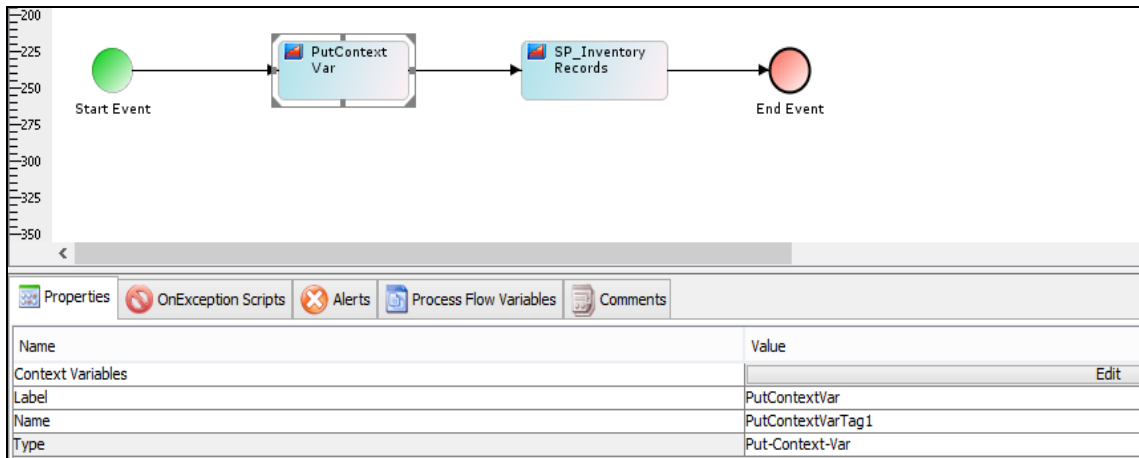 200
225
250
275
300
325
350
PutContext
Var
SP_Inventory
Records
Start Event
End Event
Properties
OnException Scripts
Alerts
Process Flow Variables
Comments
Name Value
Context Variables Edit
Label PutContextVar
Name PutContextVarTag1
Type Put-Context-Var